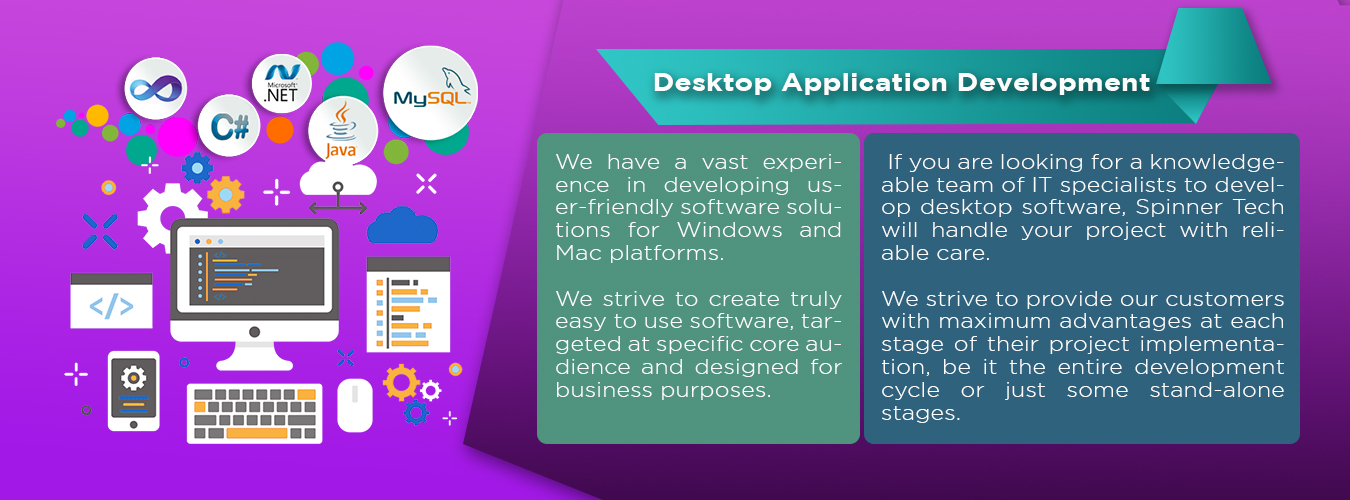 Microsoft
.NET
MySQL
C#
Java
</>
Desktop Application Development
We have a vast experi-
ence in developing us-
er-friendly software solu-
tions for Windows and
Mac platforms.
We strive to create truly
easy to use software, tar-
geted at specific core au-
dience and designed for
business purposes.
If you are looking for a knowledge-
able team of IT specialists to devel-
op desktop software, Spinner Tech
will handle your project with reli-
able care.
We strive to provide our customers
with maximum advantages at each
stage of their project implementa-
tion, be it the entire development
cycle or just some stand-alone
stages.